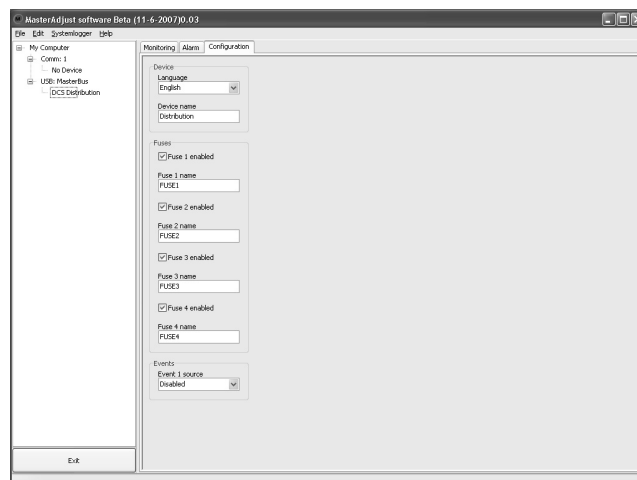 MasterAdjust software Beta (11-6-2007)0.03
File Edit Systemlogger Help
My Computer
Comm: 1
No Device
USB: MasterBus
DCS Distribution
Monitoring Alarm Configuration
Device
Language
English
Device name
Distribution
Fuses
Fuse 1 enabled
Fuse 1 name
FUSE1
Fuse 2 enabled
Fuse 2 name
FUSE2
Fuse 3 enabled
Fuse 3 name
FUSE3
Fuse 4 enabled
Fuse 4 name
FUSE4
Events
Event 1 source
Disabled
Exit